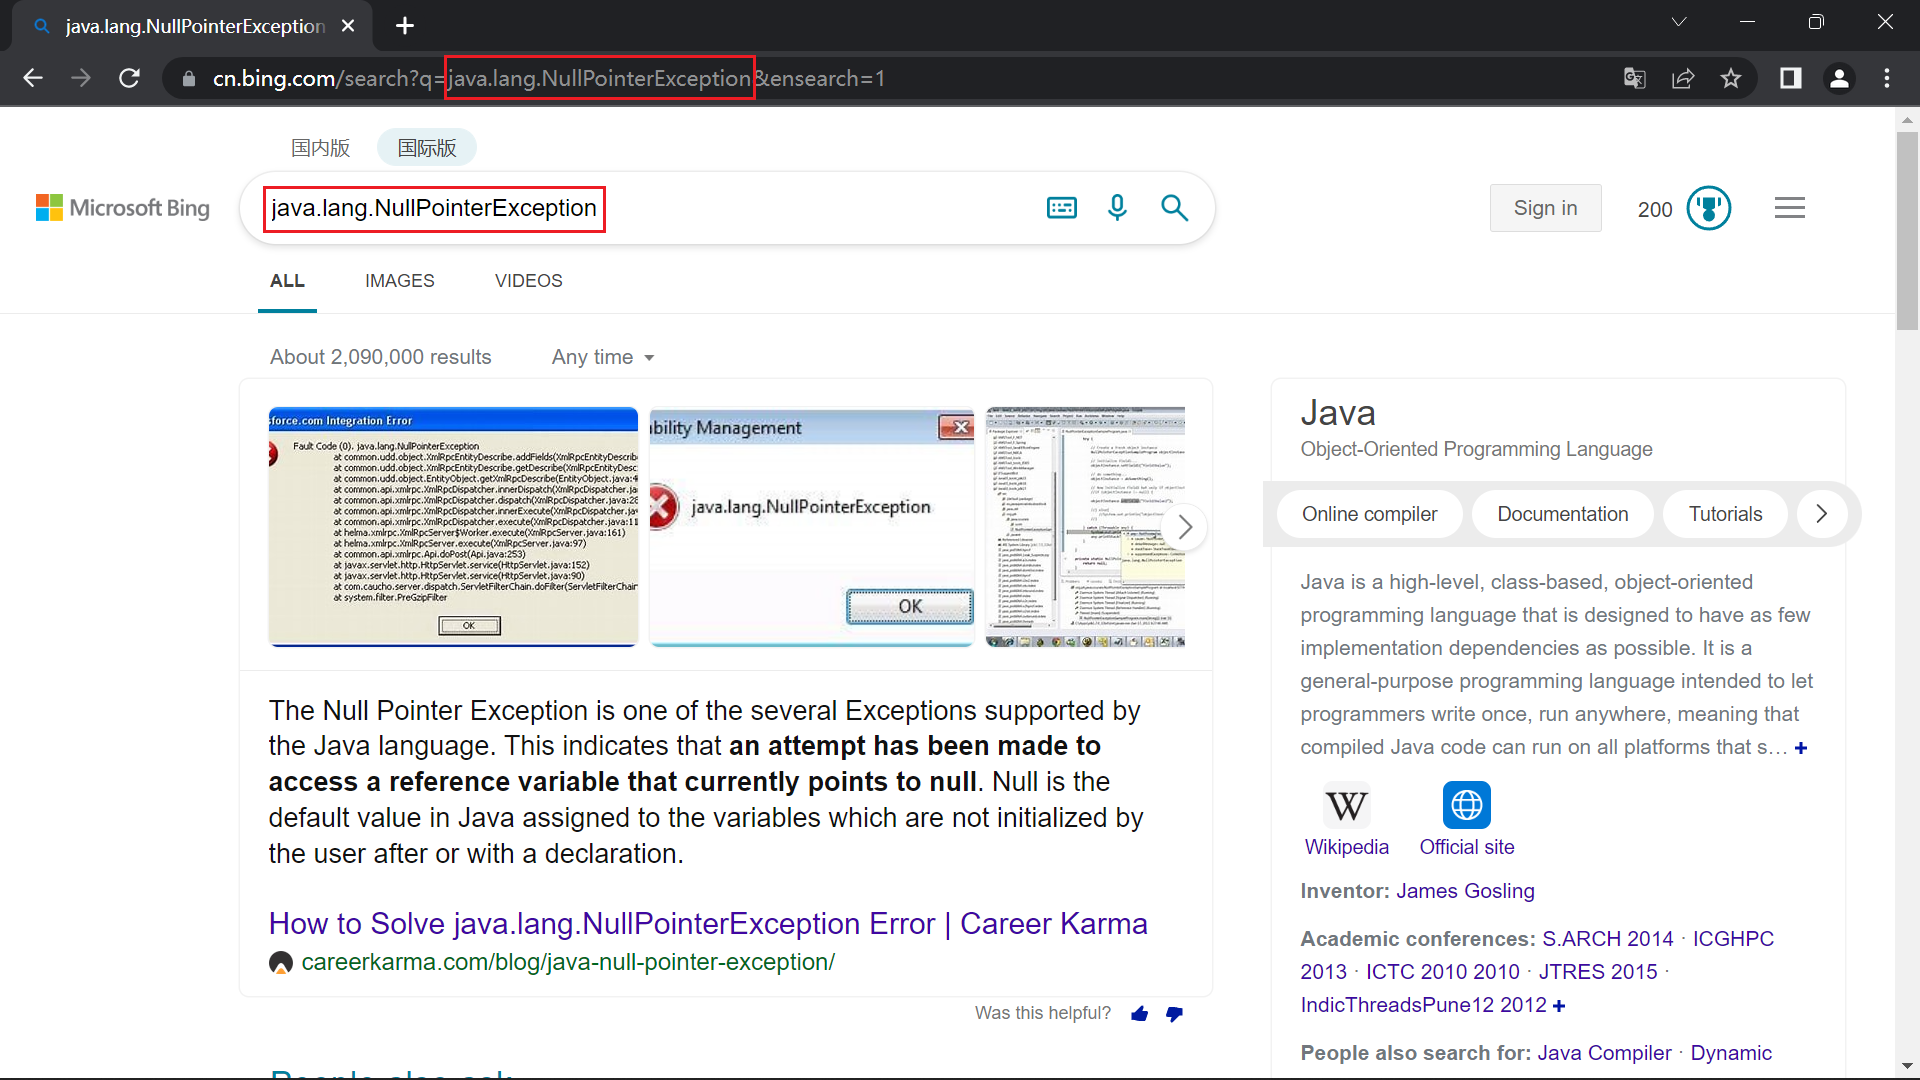 java.lang.NullPointerException
cn.bing.com/search?q=java.lang.NullPointerException&ensearch=1
国内版 国际版
Microsoft Bing
java.lang.NullPointerException
Sign in
200
ALL IMAGES VIDEOS
About 2,090,000 results Any time
force.com Integration Error
Fault Code (0). java.lang.NullPointerException
at common.udd.object.XmlRpcEntityDescribe.addFields(XmlRpcEntityDescrib
at common.udd.object.XmlRpcEntityDescribe.getDescribe(XmlRpcEntityDesc
at common.udd.object.EntityObject.getXmlRpcDescribe(EntityObject.java:4
at common.api.xmlrpc.XmlRpcDispatcher.innerDispatch(XmlRpcDispatcher.ja
at common.api.xmlrpc.XmlRpcDispatcher.dispatch(XmlRpcDispatcher.java:28
at common.api.xmlrpc.XmlRpcDispatcher.innerExecute(XmlRpcDispatcher.jav
at common.api.xmlrpc.XmlRpcDispatcher.execute(XmlRpcDispatcher.java:11
at helma.xmlrpc.XmlRpcServer$Worker.execute(XmlRpcServer.java:161)
at helma.xmlrpc.XmlRpcServer.execute(XmlRpcServer.java:97)
at common.api.xmlrpc.Api.doPost(Api.java:253)
at javax.servlet.http.HttpServlet.service(HttpServlet.java:152)
at javax.servlet.http.HttpServlet.service(HttpServlet.java:90)
at com.caucho.server.dispatch.ServletFilterChain.doFilter(ServletFilterChain
at system.filter.PreGzipFilter
OK
ability Management
java.lang.NullPointerException
OK
The Null Pointer Exception is one of the several Exceptions supported by
the Java language. This indicates that an attempt has been made to
access a reference variable that currently points to null. Null is the
default value in Java assigned to the variables which are not initialized by
the user after or with a declaration.
How to Solve java.lang.NullPointerException Error | Career Karma
careerkarma.com/blog/java-null-pointer-exception/
Was this helpful?
People also ask
Java
Object-Oriented Programming Language
Online compiler Documentation Tutorials
Java is a high-level, class-based, object-oriented
programming language that is designed to have as few
implementation dependencies as possible. It is a
general-purpose programming language intended to let
programmers write once, run anywhere, meaning that
compiled Java code can run on all platforms that s… +
Wikipedia Official site
Inventor: James Gosling
Academic conferences: S.ARCH 2014 · ICGHPC
2013 · ICTC 2010 2010 · JTRES 2015 ·
IndicThreadsPune12 2012 +
People also search for: Java Compiler · Dynamic